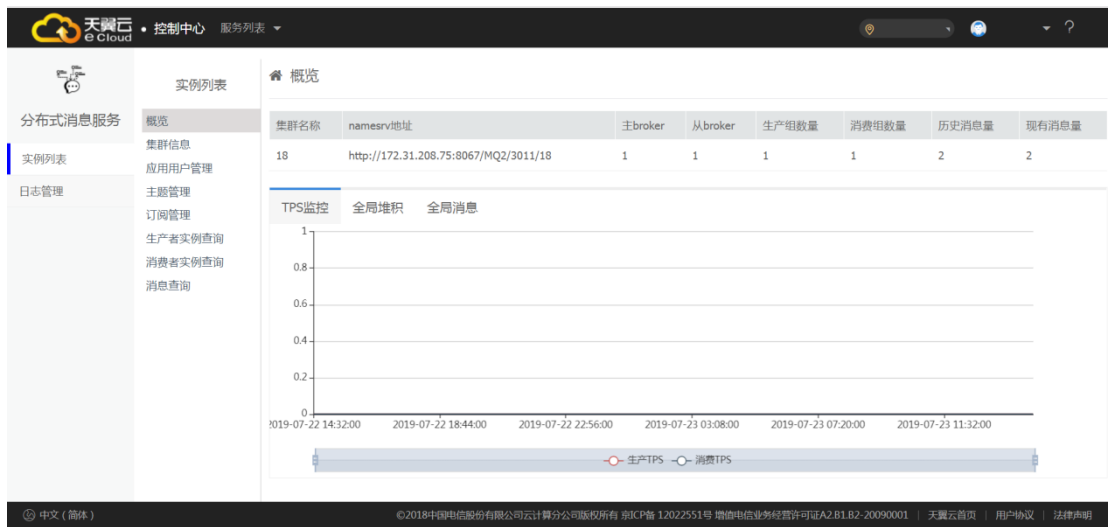 天翼云 e Cloud • 控制中心 服务列表 ?
分布式消息服务
实例列表
日志管理
实例列表
概览
集群信息
应用用户管理
主题管理
订阅管理
生产者实例查询
消费者实例查询
消息查询
概览
集群名称 namesrv地址 主broker 从broker 生产组数量 消费组数量 历史消息量 现有消息量
18 http://172.31.208.75:8067/MQ2/3011/18 1 1 1 1 2 2
TPS监控 全局堆积 全局消息
1
0.8
0.6
0.4
0.2
0
2019-07-22 14:32:00 2019-07-22 18:44:00 2019-07-22 22:56:00 2019-07-23 03:08:00 2019-07-23 07:20:00 2019-07-23 11:32:00
生产TPS 消费TPS
中文 ( 简体 ) ©2018中国电信股份有限公司云计算分公司版权所有 京ICP备 12022551号 增值电信业务经营许可证A2.B1.B2-20090001 | 天翼云首页 | 用户协议 | 法律声明